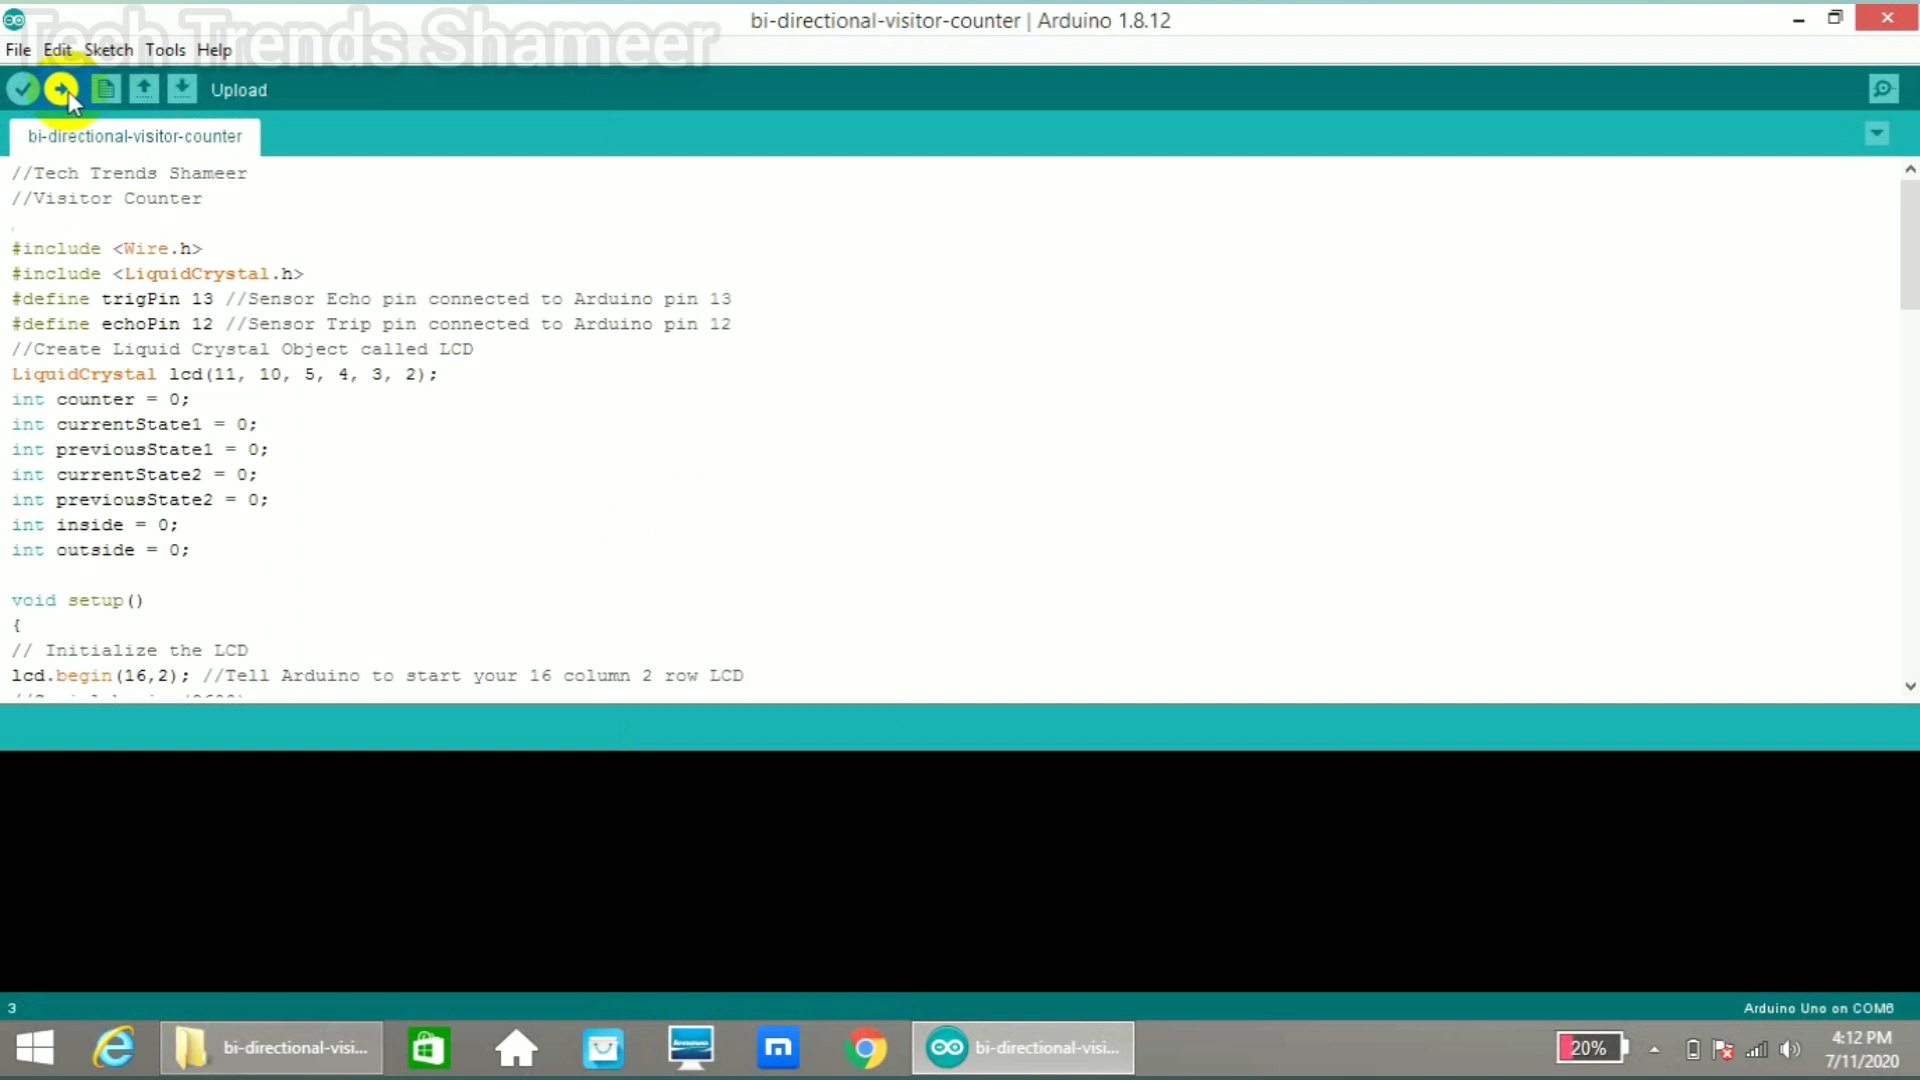 bi-directional-visitor-counter | Arduino 1.8.12
Tech Trends Shameer
File Edit Sketch Tools Help
Upload
bi-directional-visitor-counter
//Tech Trends Shameer
//Visitor Counter
#include <Wire.h>
#include <LiquidCrystal.h>
#define trigPin 13 //Sensor Echo pin connected to Arduino pin 13
#define echoPin 12 //Sensor Trip pin connected to Arduino pin 12
//Create Liquid Crystal Object called LCD
LiquidCrystal lcd(11, 10, 5, 4, 3, 2);
int counter = 0;
int currentState1 = 0;
int previousState1 = 0;
int currentState2 = 0;
int previousState2 = 0;
int inside = 0;
int outside = 0;
void setup()
{
// Initialize the LCD
lcd.begin(16,2); //Tell Arduino to start your 16 column 2 row LCD
3
Arduino Uno on COM6
bi-directional-visi...
lenovo
m
bi-directional-visi...
20%
4:12 PM
7/11/2020